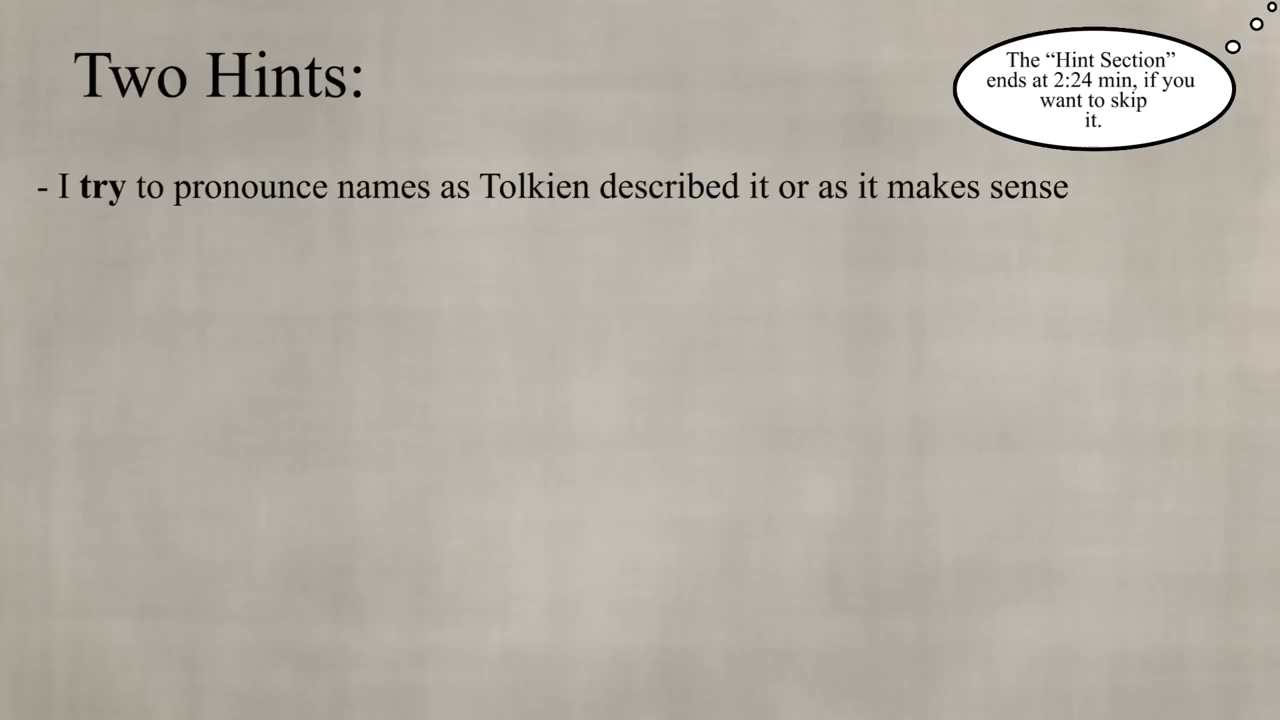 Two Hints:
The “Hint Section”
ends at 2:24 min, if you
want to skip
it.
- I try to pronounce names as Tolkien described it or as it makes sense